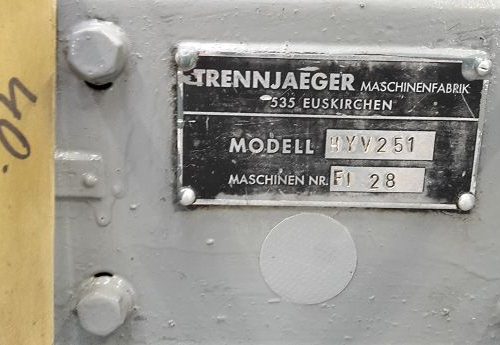 TRENNJAEGER MASCHINENFABRIK
535 EUSKIRCHEN
MODELL HYV251
MASCHINEN NR. FI 28